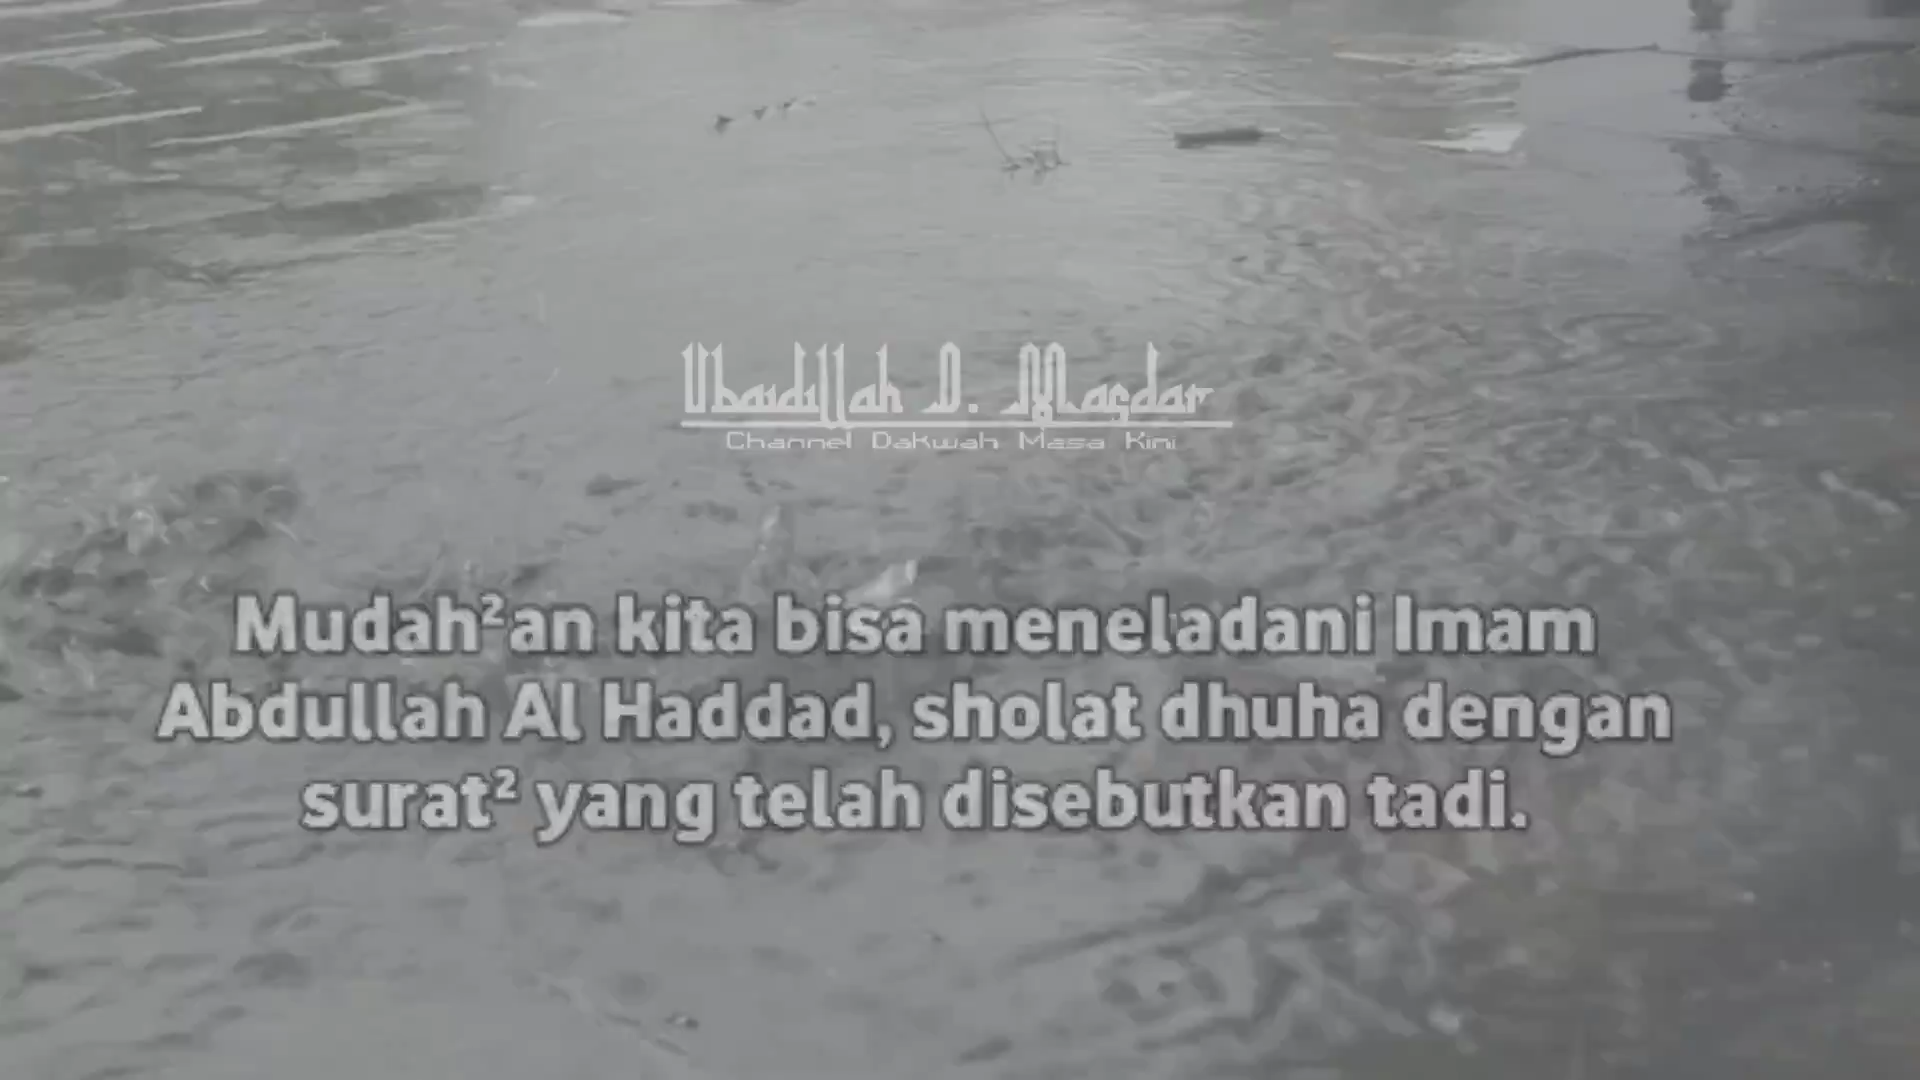 Ubaidillah D. Masdar
Channel Dakwah Masa Kini
Mudah²an kita bisa meneladani Imam
Abdullah Al Haddad, sholat dhuha dengan
surat² yang telah disebutkan tadi.